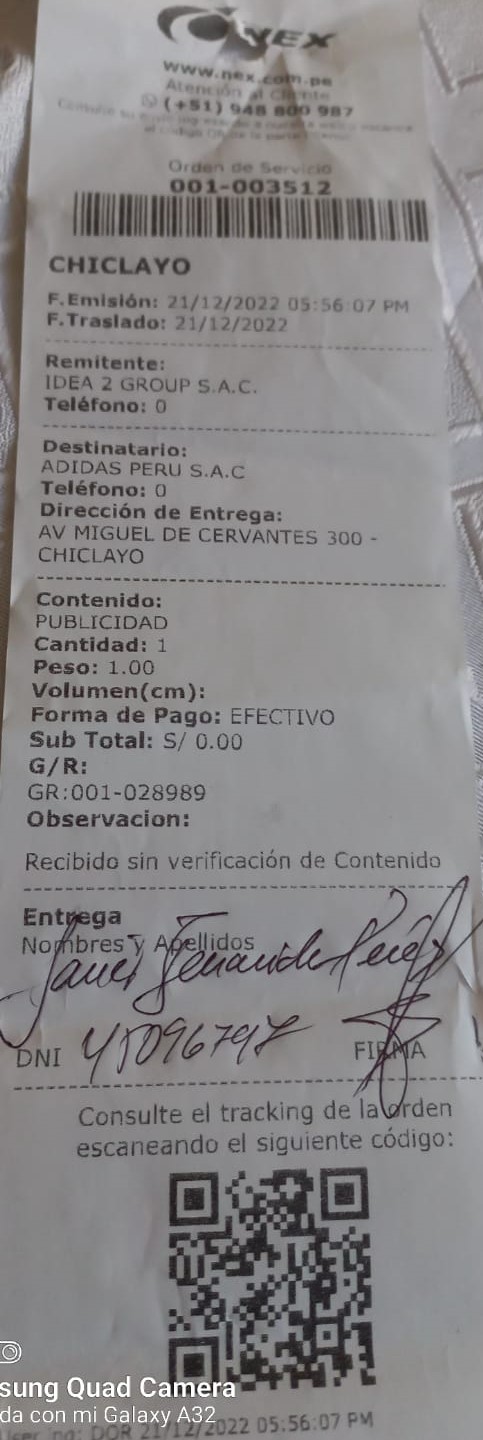 NEX
www.nex.com.pe
Atención al Cliente
(+51) 948 800 987
Orden de Servicio
001-003512
CHICLAYO
F.Emisión: 21/12/2022 05:56:07 PM
F.Traslado: 21/12/2022
Remitente:
IDEA 2 GROUP S.A.C.
Teléfono: 0
Destinatario:
ADIDAS PERU S.A.C
Teléfono: 0
Dirección de Entrega:
AV MIGUEL DE CERVANTES 300 -
CHICLAYO
Contenido:
PUBLICIDAD
Cantidad: 1
Peso: 1.00
Volumen(cm):
Forma de Pago: EFECTIVO
Sub Total: S/ 0.00
G/R:
GR:001-028989
Observacion:
Recibido sin verificación de Contenido
Entrega
Nombres y Apellidos
DNI FIRMA
Consulte el tracking de la orden
escaneando el siguiente código:
sung Quad Camera
da con mi Galaxy A32
21/12/2022 05:56:07 PM